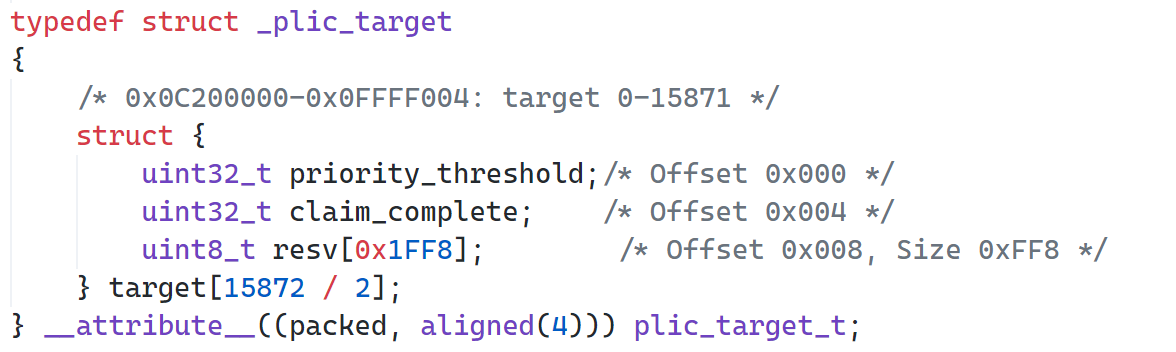 typedef struct _plic_target
{
    /* 0x0C200000-0x0FFFF004: target 0-15871 */
    struct {
        uint32_t priority_threshold;/* Offset 0x000 */
        uint32_t claim_complete;    /* Offset 0x004 */
        uint8_t resv[0x1FF8];        /* Offset 0x008, Size 0xFF8 */
    } target[15872 / 2];
} __attribute__((packed, aligned(4))) plic_target_t;